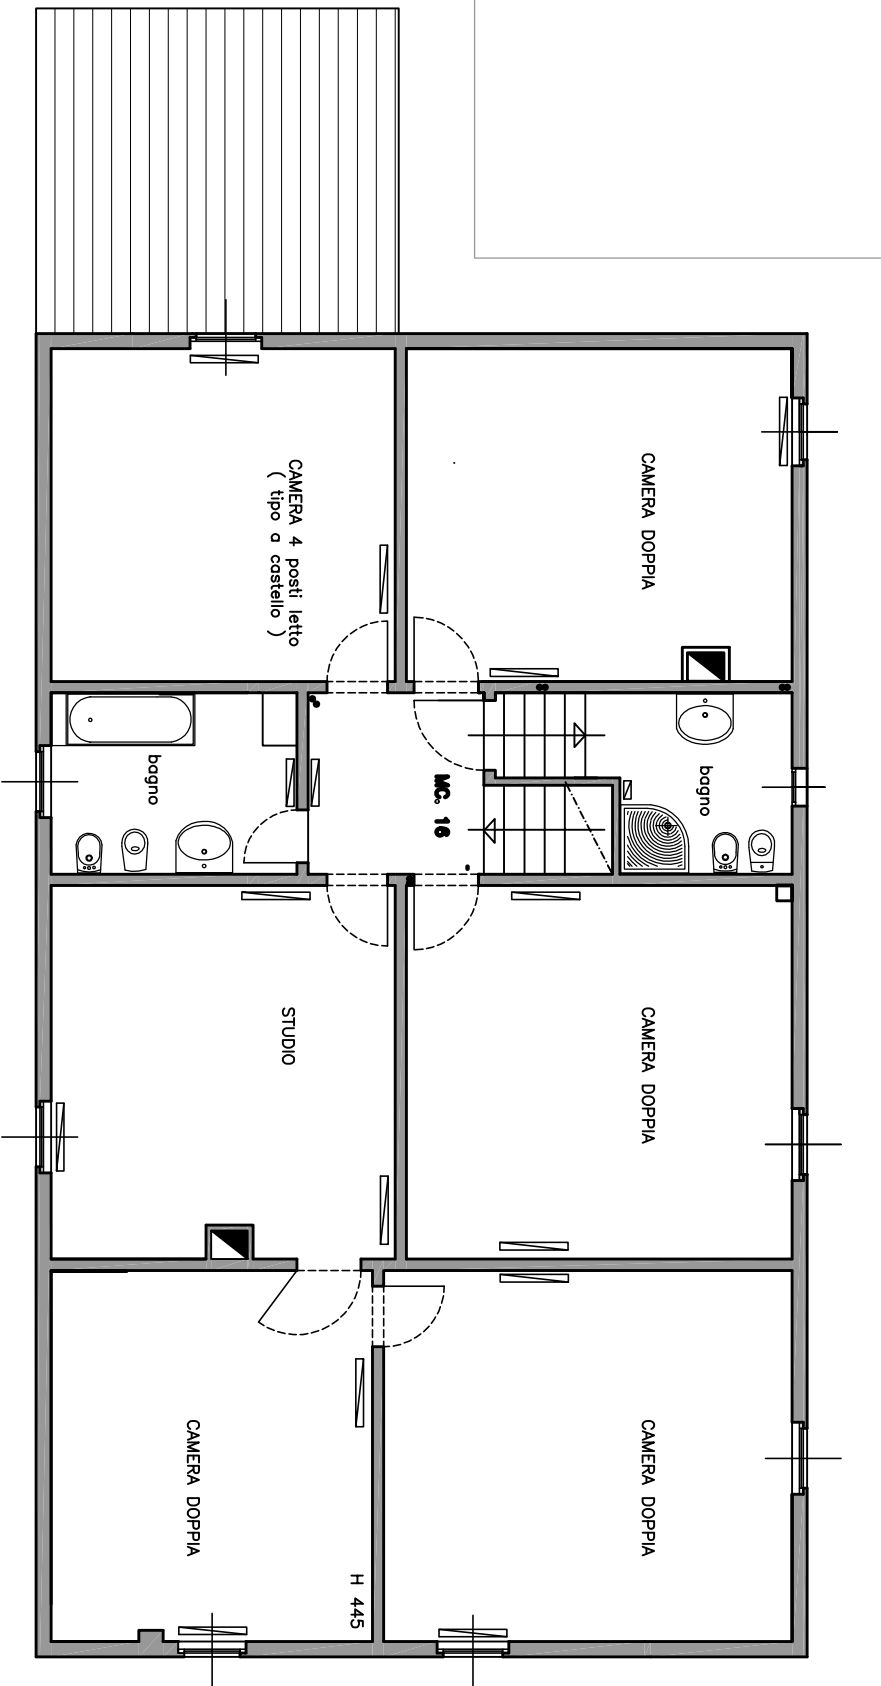 CAMERA 4 posti letto
( tipo a castello )
CAMERA DOPPIA
bagno
MC. 16
bagno
STUDIO
CAMERA DOPPIA
CAMERA DOPPIA
CAMERA DOPPIA
H 445